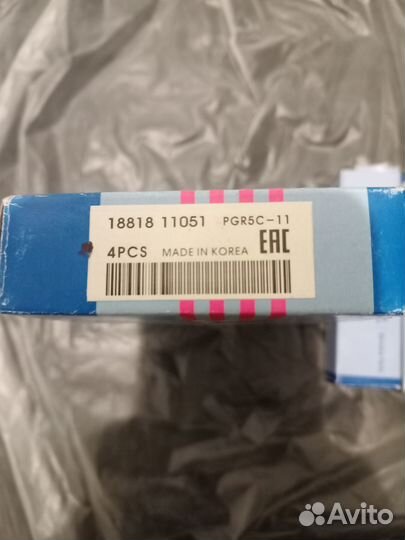 18818 11051 PGR5C-11
4PCS MADE IN KOREA EAC
Avito